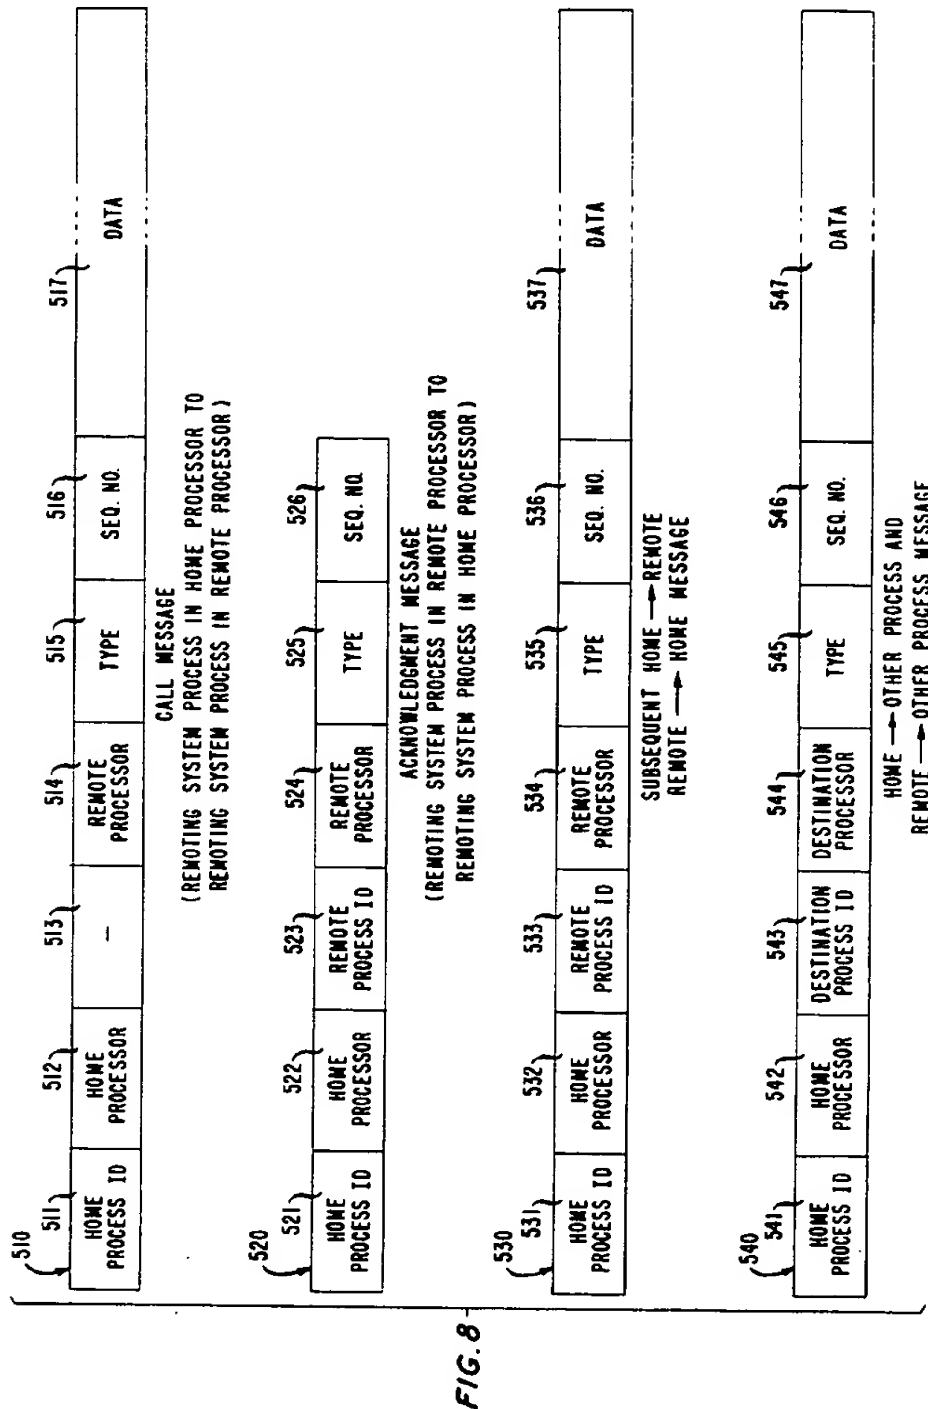 510
511
512
513
514
515
516
517
HOME
PROCESS ID
HOME
PROCESSOR
—
REMOTE
PROCESSOR
TYPE
SEQ. NO.
DATA
CALL MESSAGE
(REMOTING SYSTEM PROCESS IN HOME PROCESSOR TO
REMOTING SYSTEM PROCESS IN REMOTE PROCESSOR)
520
521
522
523
524
525
526
HOME
PROCESS ID
HOME
PROCESSOR
REMOTE
PROCESS ID
REMOTE
PROCESSOR
TYPE
SEQ. NO.
ACKNOWLEDGMENT MESSAGE
(REMOTING SYSTEM PROCESS IN REMOTE PROCESSOR TO
REMOTING SYSTEM PROCESS IN HOME PROCESSOR)
530
531
532
533
534
535
536
537
HOME
PROCESS ID
HOME
PROCESSOR
REMOTE
PROCESS ID
REMOTE
PROCESSOR
TYPE
SEQ. NO.
DATA
SUBSEQUENT HOME → REMOTE
REMOTE → HOME MESSAGE
540
541
542
543
544
545
546
547
HOME
PROCESS ID
HOME
PROCESSOR
DESTINATION
PROCESS ID
DESTINATION
PROCESSOR
TYPE
SEQ. NO.
DATA
HOME → OTHER PROCESS AND
REMOTE → OTHER PROCESS MESSAGE
FIG. 8